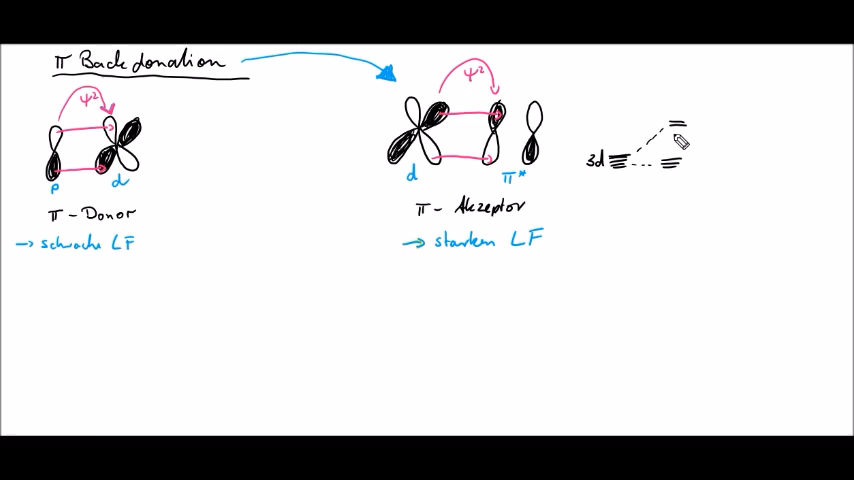 π Backdonation
ψ²
p
d
π-Donor
→ schwache LF
ψ²
d
π*
π-Akzeptor
→ starken LF
3d